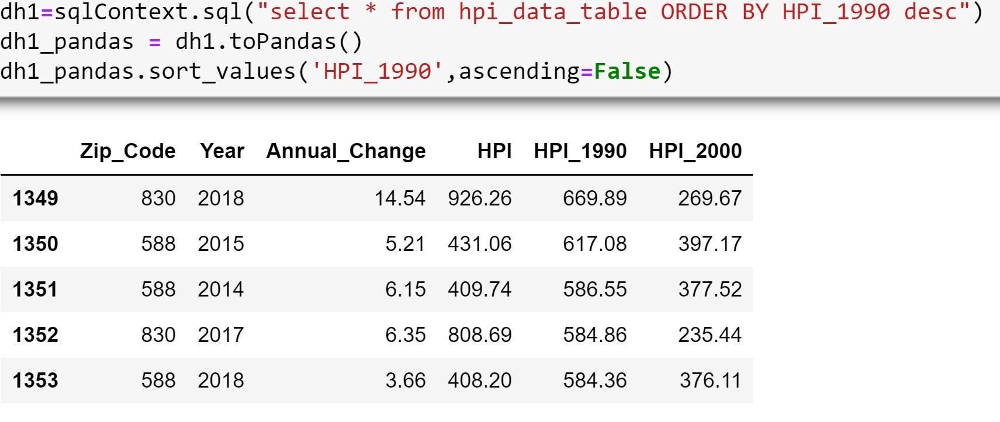 dh1=sqlContext.sql("select * from hpi_data_table ORDER BY HPI_1990 desc")
dh1_pandas = dh1.toPandas()
dh1_pandas.sort_values('HPI_1990',ascending=False)
Zip_Code Year Annual_Change HPI HPI_1990 HPI_2000
1349 830 2018 14.54 926.26 669.89 269.67
1350 588 2015 5.21 431.06 617.08 397.17
1351 588 2014 6.15 409.74 586.55 377.52
1352 830 2017 6.35 808.69 584.86 235.44
1353 588 2018 3.66 408.20 584.36 376.11